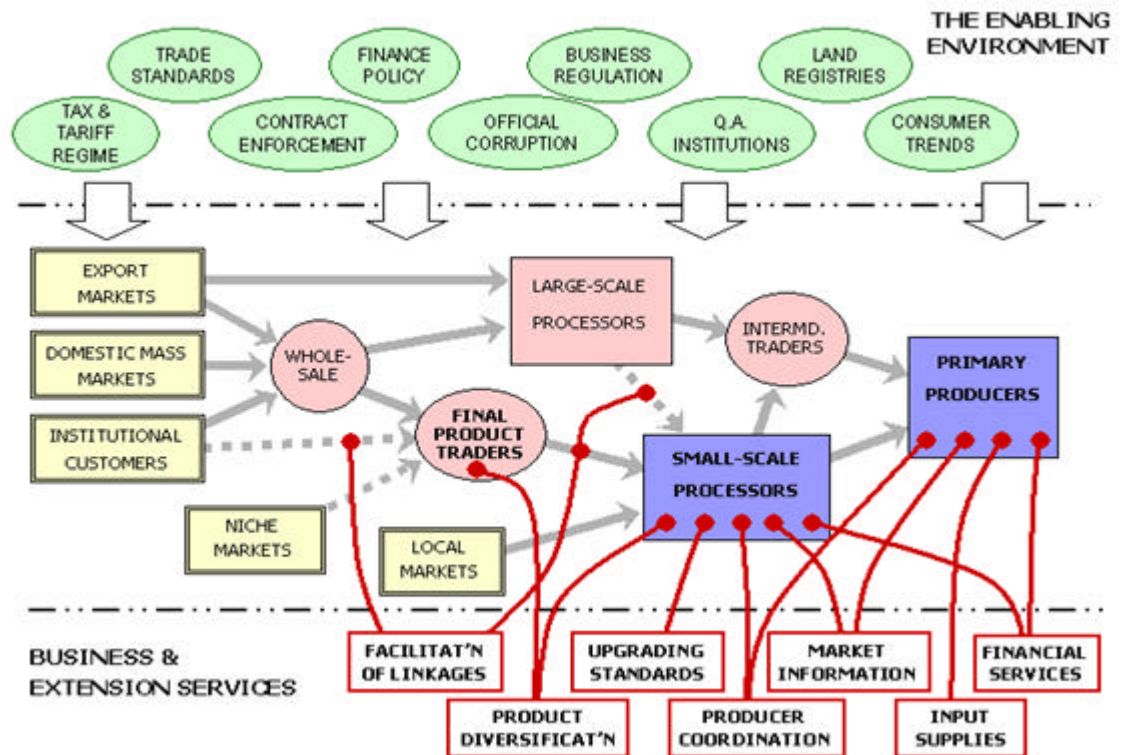 THE ENABLING
ENVIRONMENT
TRADE
STANDARDS
FINANCE
POLICY
BUSINESS
REGULATION
LAND
REGISTRIES
TAX &
TARIFF
REGIME
CONTRACT
ENFORCEMENT
OFFICIAL
CORRUPTION
Q.A.
INSTITUTIONS
CONSUMER
TRENDS
EXPORT
MARKETS
LARGE-SCALE
PROCESSORS
INTERMD.
TRADERS
DOMESTIC MASS
MARKETS
WHOLE-
SALE
PRIMARY
PRODUCERS
INSTITUTIONAL
CUSTOMERS
FINAL
PRODUCT
TRADERS
SMALL-SCALE
PROCESSORS
NICHE
MARKETS
LOCAL
MARKETS
BUSINESS &
EXTENSION SERVICES
FACILITAT'N
OF LINKAGES
UPGRADING
STANDARDS
MARKET
INFORMATION
FINANCIAL
SERVICES
PRODUCT
DIVERSIFICAT'N
PRODUCER
COORDINATION
INPUT
SUPPLIES